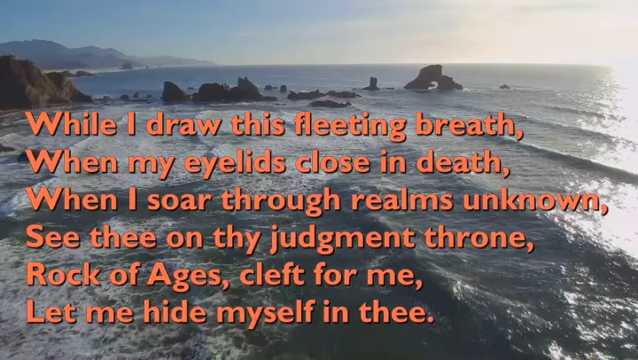 While I draw this fleeting breath,
When my eyelids close in death,
When I soar through realms unknown,
See thee on thy judgment throne,
Rock of Ages, cleft for me,
Let me hide myself in thee.